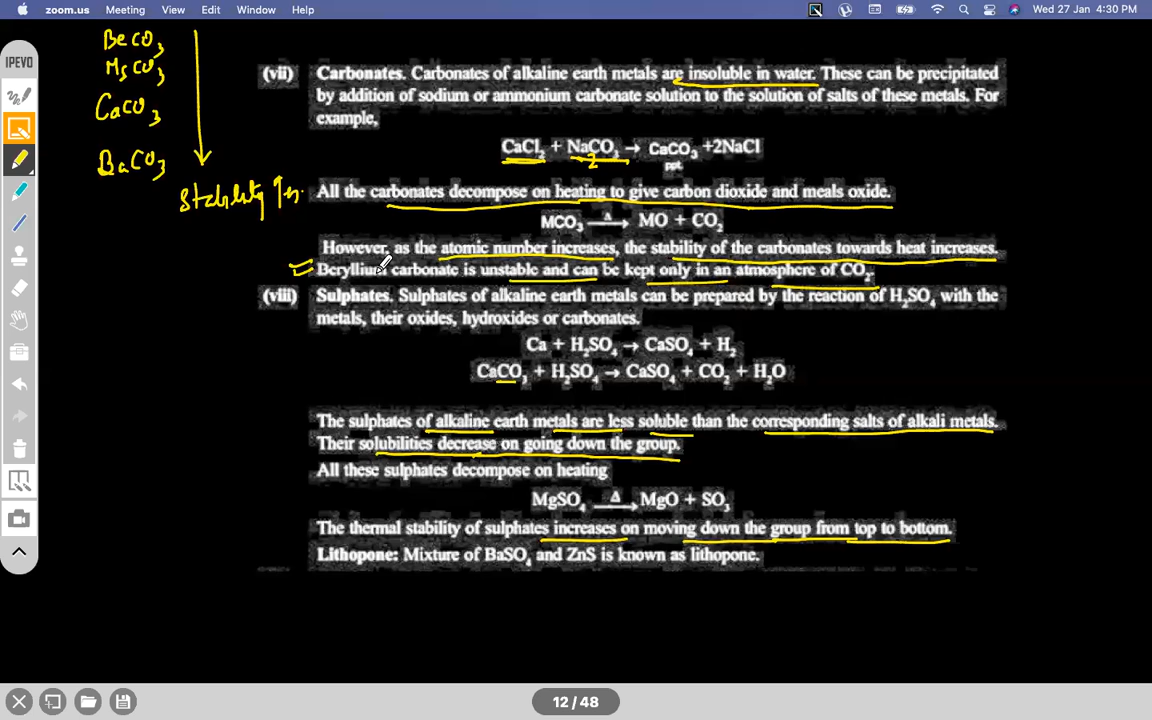 zoom.us Meeting View Edit Window Help Wed 27 Jan 4:30 PM
IPEVO
BeCO3
MgCO3
CaCO3
BaCO3
Stability ↑es.
(vii) Carbonates. Carbonates of alkaline earth metals are insoluble in water. These can be precipitated
by addition of sodium or ammonium carbonate solution to the solution of salts of these metals. For
example,
CaCl2 + NaCO3 → CaCO3 +2NaCl
2
ppt
All the carbonates decompose on heating to give carbon dioxide and meals oxide.
MCO3 —Δ→ MO + CO2
However, as the atomic number increases, the stability of the carbonates towards heat increases.
Beryllium carbonate is unstable and can be kept only in an atmosphere of CO2.
(viii) Sulphates. Sulphates of alkaline earth metals can be prepared by the reaction of H2SO4 with the
metals, their oxides, hydroxides or carbonates.
Ca + H2SO4 → CaSO4 + H2
CaCO3 + H2SO4 → CaSO4 + CO2 + H2O
The sulphates of alkaline earth metals are less soluble than the corresponding salts of alkali metals.
Their solubilities decrease on going down the group.
All these sulphates decompose on heating
MgSO4 —Δ→ MgO + SO3
The thermal stability of sulphates increases on moving down the group from top to bottom.
Lithopone: Mixture of BaSO4 and ZnS is known as lithopone.
12 / 48